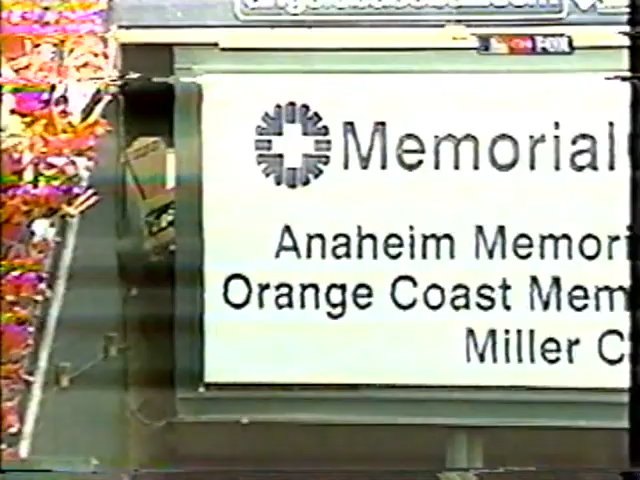 FOX
Memorial
Anaheim Memori
Orange Coast Mem
Miller C